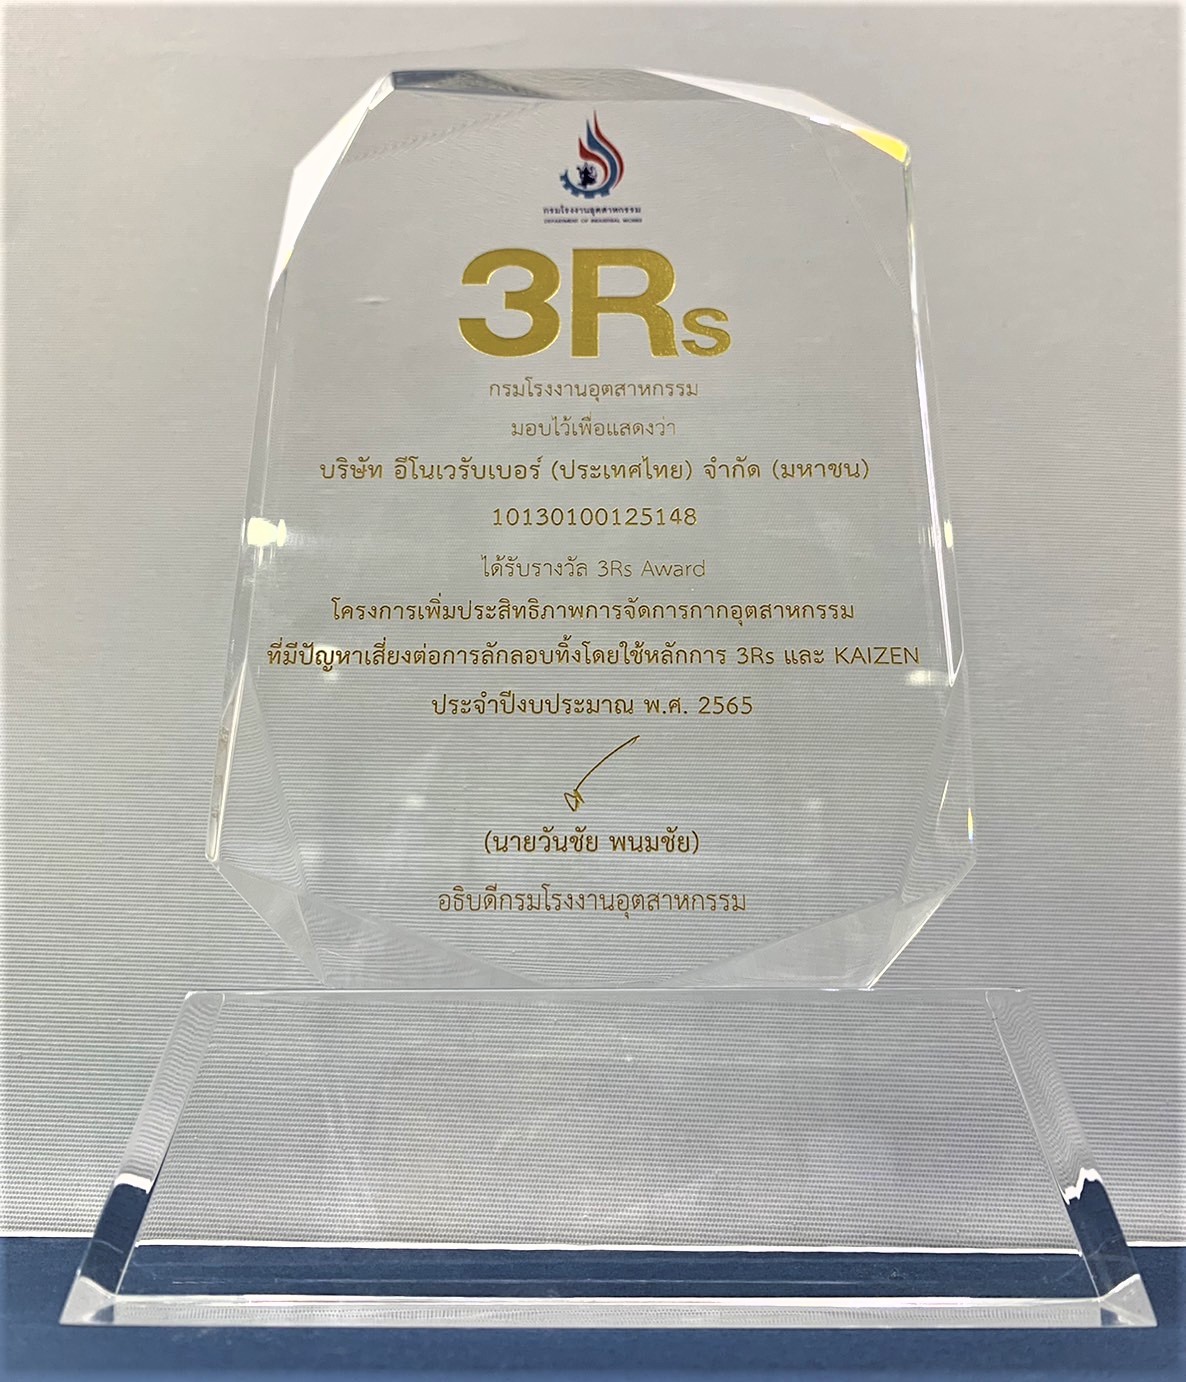 กรมโรงงานอุตสาหกรรม
DEPARTMENT OF INDUSTRIAL WORKS
3Rs
กรมโรงงานอุตสาหกรรม
มอบไว้เพื่อแสดงว่า
บริษัท อีโนเวรับเบอร์ (ประเทศไทย) จำกัด (มหาชน)
10130100125148
ได้รับรางวัล 3Rs Award
โครงการเพิ่มประสิทธิภาพการจัดการกากอุตสาหกรรม
ที่มีปัญหาเสี่ยงต่อการลักลอบทิ้งโดยใช้หลักการ 3Rs และ KAIZEN
ประจำปีงบประมาณ พ.ศ. 2565
(นายวันชัย พนมชัย)
อธิบดีกรมโรงงานอุตสาหกรรม